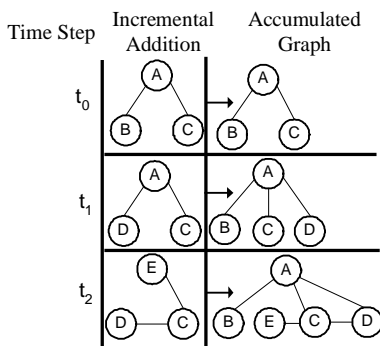 Time Step
Incremental
Addition
Accumulated
Graph
t0
A
B C
A
B C
t1
A
D C
A
B C D
t2
E
D C
A
B E C D